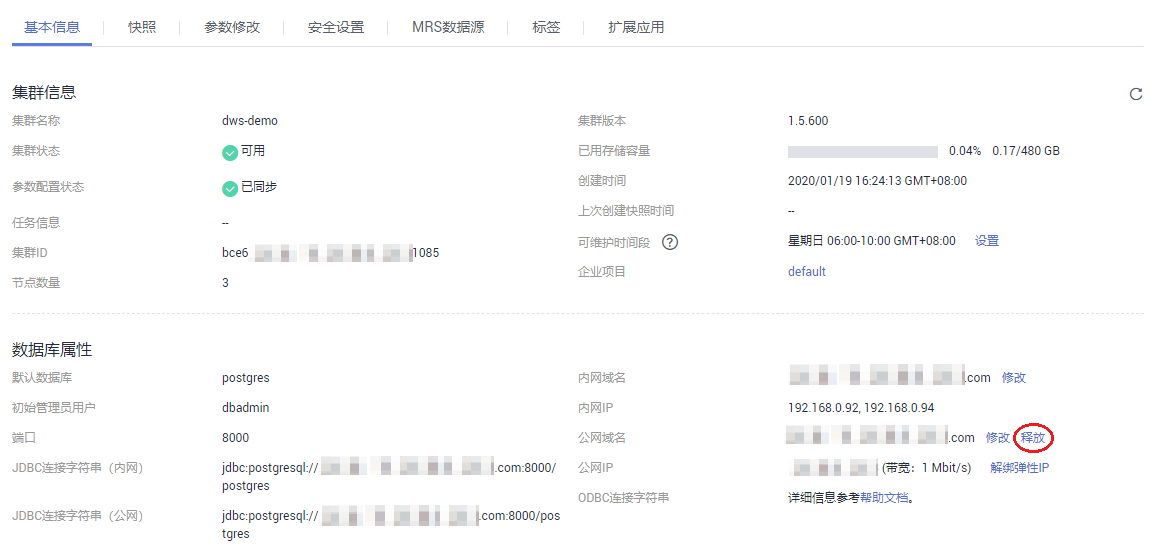 基本信息 快照 参数修改 安全设置 MRS数据源 标签 扩展应用
集群信息
集群名称 dws-demo
集群状态 可用
参数配置状态 已同步
任务信息 --
集群ID bce6 1085
节点数量 3
集群版本 1.5.600
已用存储容量 0.04% 0.17/480 GB
创建时间 2020/01/19 16:24:13 GMT+08:00
上次创建快照时间 --
可维护时间段 ? 星期日 06:00-10:00 GMT+08:00 设置
企业项目 default
数据库属性
默认数据库 postgres
初始管理员用户 dbadmin
端口 8000
JDBC连接字符串（内网） jdbc:postgresql:// .com:8000/
postgres
JDBC连接字符串（公网） jdbc:postgresql:// .com:8000/pos
tgres
内网域名 .com 修改
内网IP 192.168.0.92, 192.168.0.94
公网域名 .com 修改 释放
公网IP (带宽：1 Mbit/s) 解绑弹性IP
ODBC连接字符串 详细信息参考帮助文档。